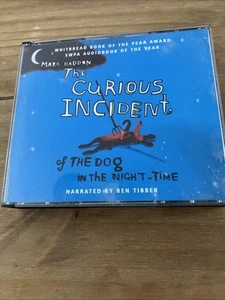 WHITBREAD BOOK OF THE YEAR AWARD
SWPA AUDIOBOOK OF THE YEAR
MARK HADDON
The
CURIOUS
INCIDENT
of THE DOG
IN THE NIGHT-TIME
NARRATED BY BEN TIBBER